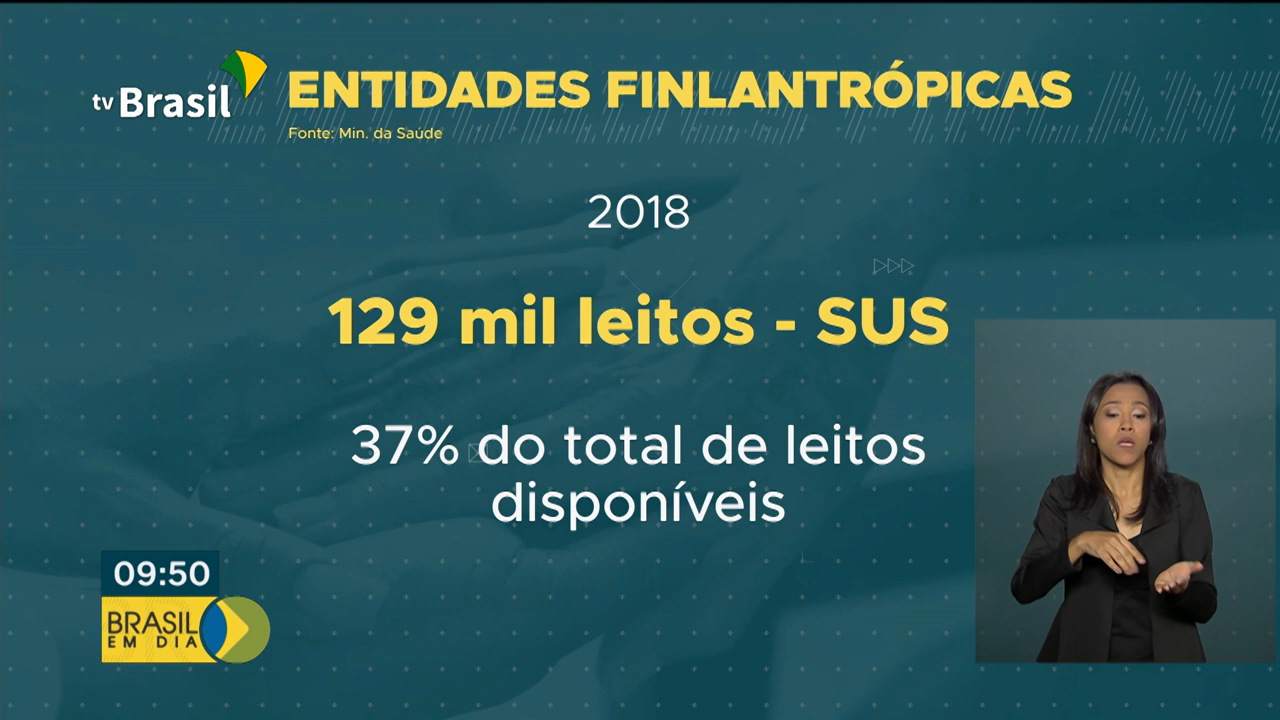 tv Brasil
ENTIDADES FINLANTRÓPICAS
Fonte: Min. da Saúde
2018
129 mil leitos - SUS
37% do total de leitos
disponíveis
09:50
BRASIL
EM DIA